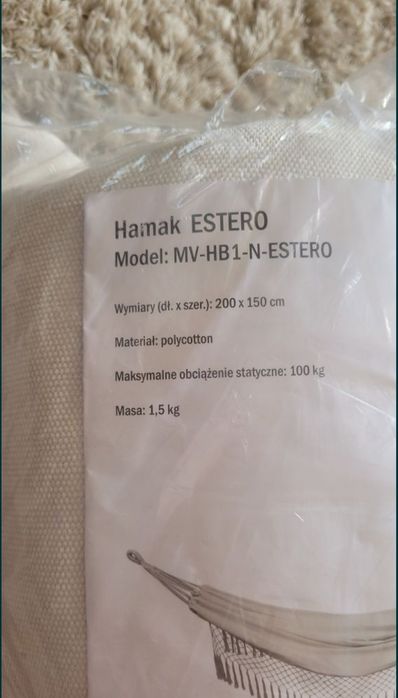 Hamak ESTERO
Model: MV-HB1-N-ESTERO
Wymiary (dł. x szer.): 200 x 150 cm
Materiał: polycotton
Maksymalne obciążenie statyczne: 100 kg
Masa: 1,5 kg